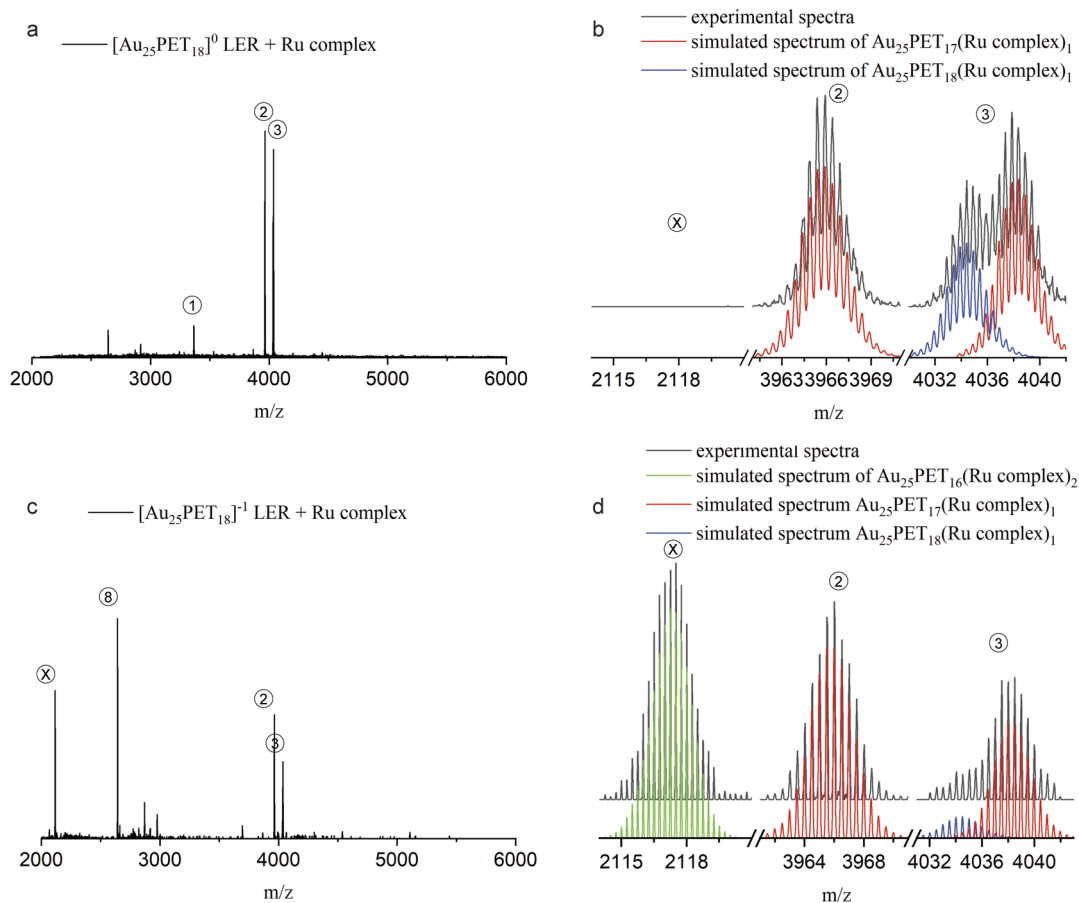 a
[Au₂₅PET₁₈]⁰ LER + Ru complex
②
③
①
2000 3000 4000 5000 6000
m/z
b
experimental spectra
simulated spectrum of Au₂₅PET₁₇(Ru complex)₁
simulated spectrum of Au₂₅PET₁₈(Ru complex)₁
②
③
Ⓧ
2115 2118 3963 3966 3969 4032 4036 4040
m/z
c
[Au₂₅PET₁₈]⁻¹ LER + Ru complex
⑧
Ⓧ
②
③
2000 3000 4000 5000 6000
m/z
experimental spectra
simulated spectrum of Au₂₅PET₁₆(Ru complex)₂
d
simulated spectrum Au₂₅PET₁₇(Ru complex)₁
simulated spectrum Au₂₅PET₁₈(Ru complex)₁
Ⓧ
②
③
2115 2118 3964 3968 4032 4036 4040
m/z